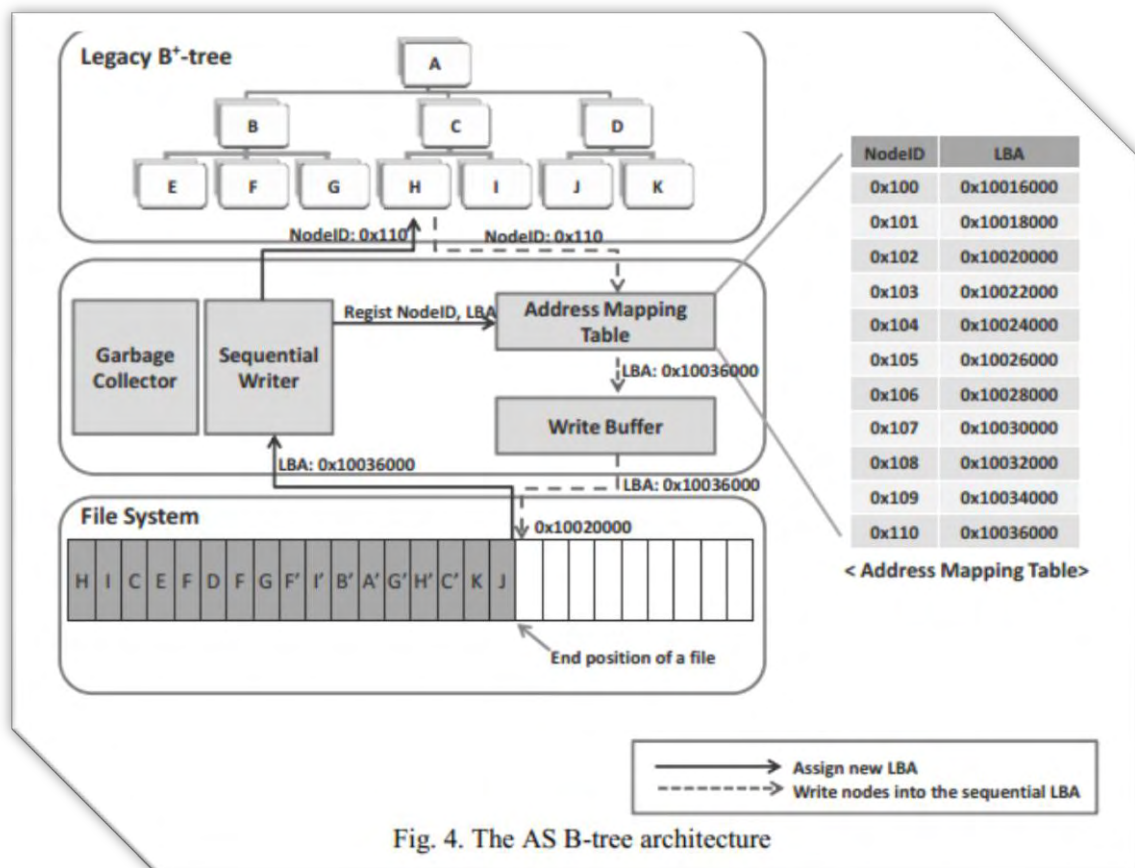 Legacy B⁺-tree
A
B C D
E F G H I J K
NodeID: 0x110 NodeID: 0x110
Garbage
Collector
Sequential
Writer
Regist NodeID, LBA
Address Mapping
Table
LBA: 0x10036000
Write Buffer
LBA: 0x10036000
LBA: 0x10036000
File System
0x10020000
H I C E F D F G F' I' B' A' G' H' C' K J
End position of a file
NodeID LBA
0x100 0x10016000
0x101 0x10018000
0x102 0x10020000
0x103 0x10022000
0x104 0x10024000
0x105 0x10026000
0x106 0x10028000
0x107 0x10030000
0x108 0x10032000
0x109 0x10034000
0x110 0x10036000
< Address Mapping Table>
Assign new LBA
Write nodes into the sequential LBA
Fig. 4. The AS B-tree architecture